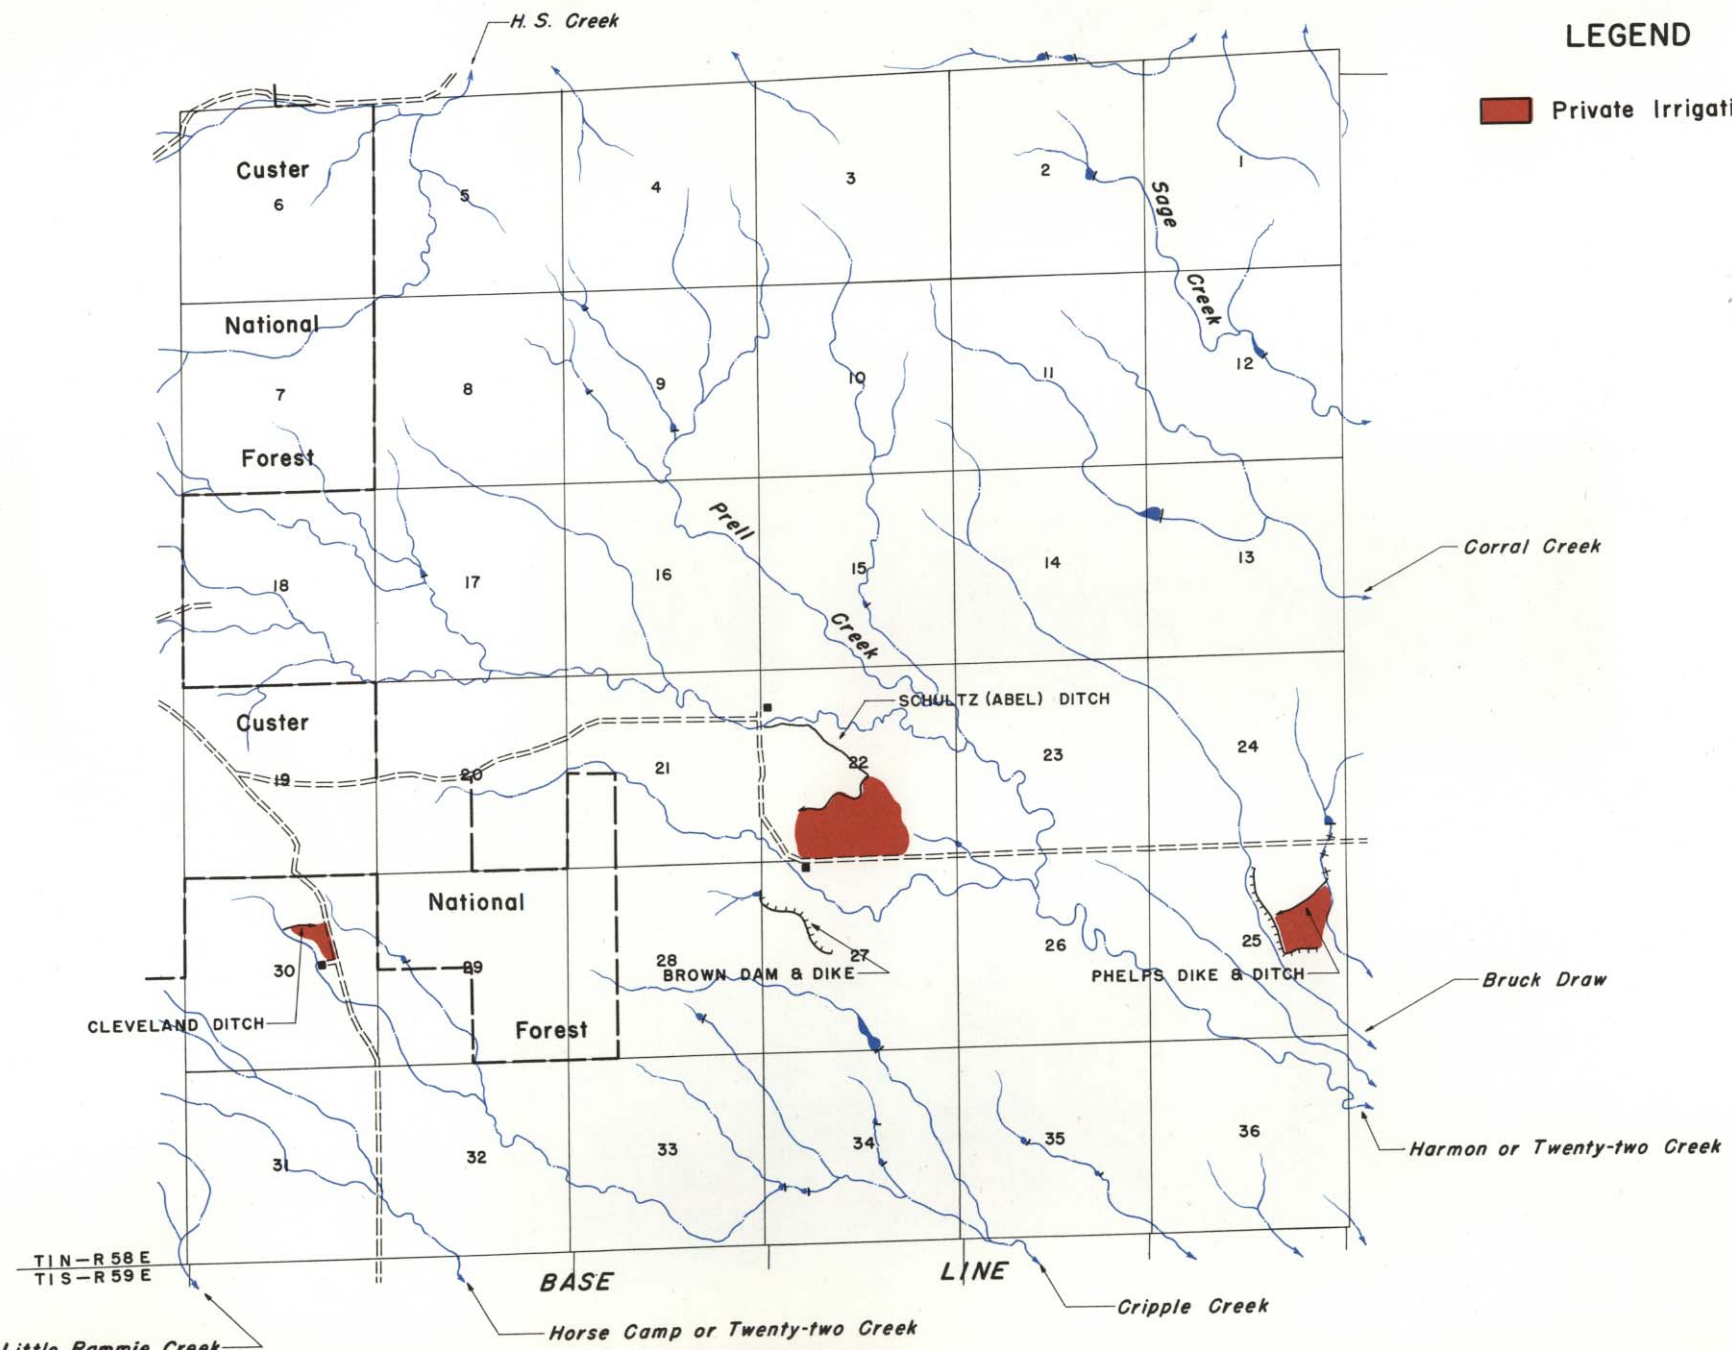 H. S. Creek
LEGEND
Private Irrigati
Custer
6
5
4
3
2
1
Sage
Creek
National
7
8
9
10
11
12
Forest
Prell
Creek
18
17
16
15
14
13
Corral Creek
Custer
SCHULTZ (ABEL) DITCH
19
20
21
22
23
24
National
30
29
28
27
26
25
BROWN DAM & DIKE
PHELPS DIKE & DITCH
Bruck Draw
CLEVELAND DITCH
Forest
31
32
33
34
35
36
Harmon or Twenty-two Creek
T1N–R58E
T1S–R59E
BASE LINE
Cripple Creek
Horse Camp or Twenty-two Creek
Little Rammie Creek